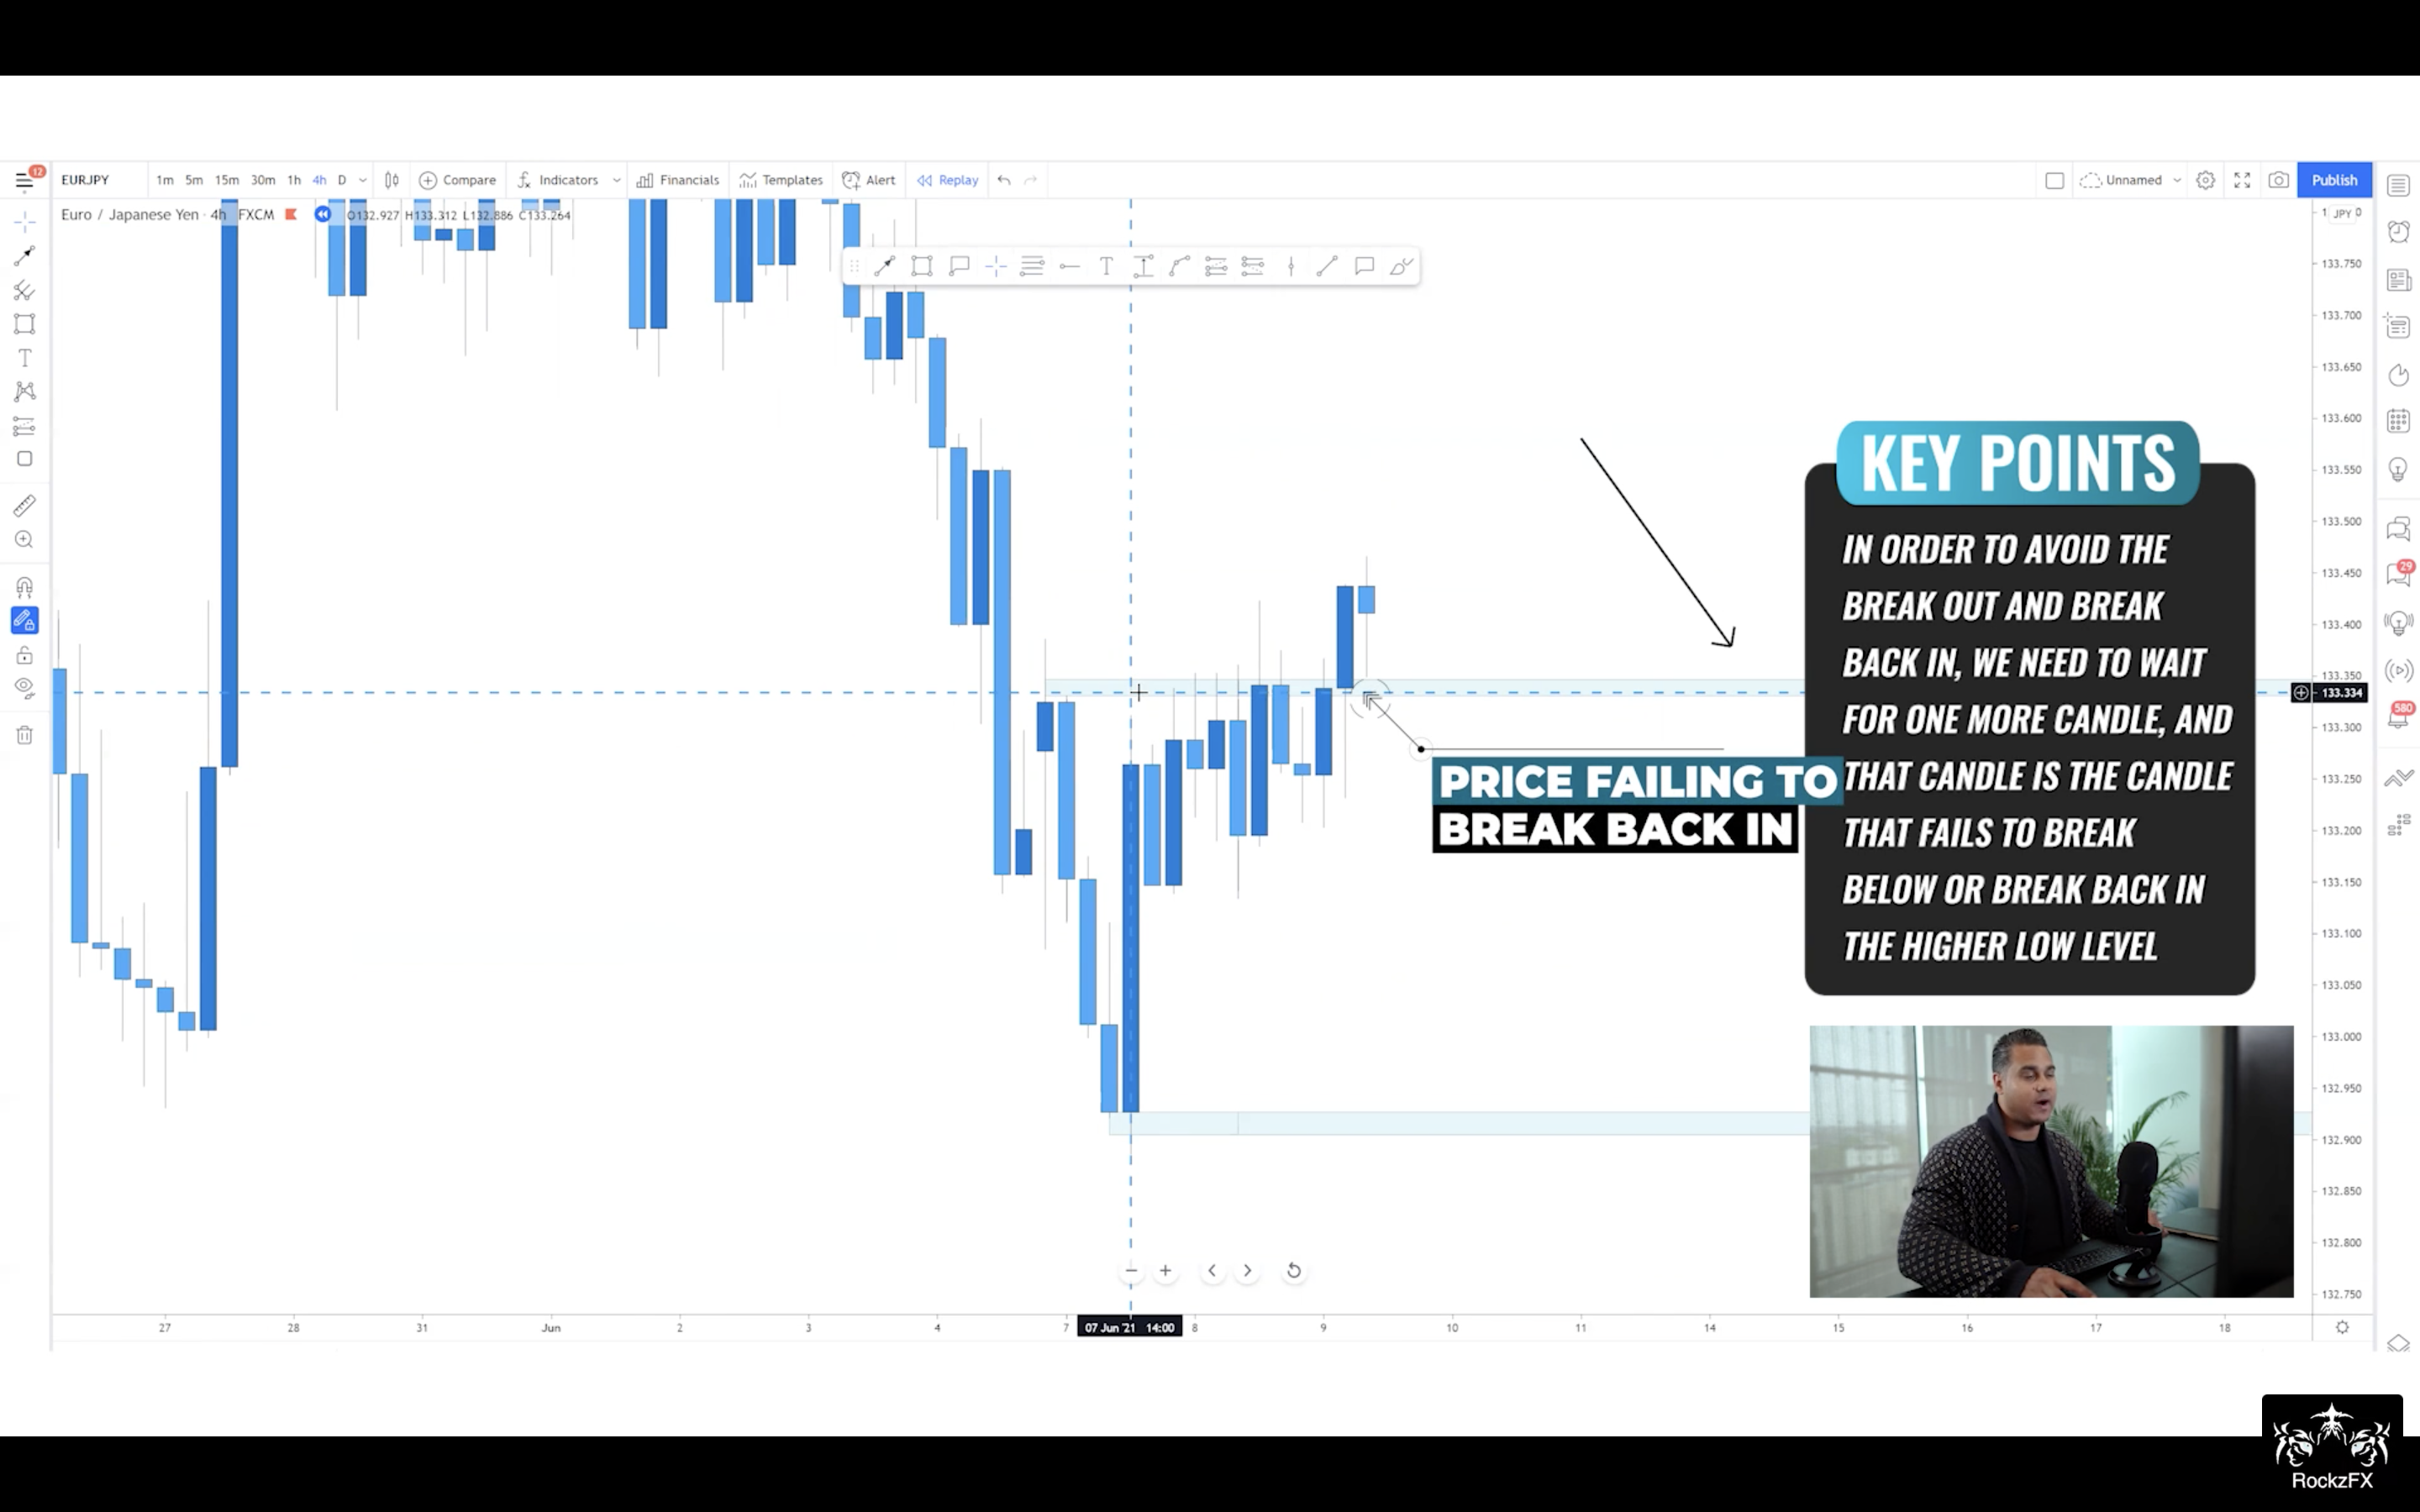 12
EURJPY
1m 5m 15m 30m 1h 4h D
Compare
Indicators
Financials
Templates
Alert
Replay
Unnamed
Publish
Euro / Japanese Yen · 4h FXCM O132.927 H133.312 L132.886 C133.264
JPY
133.750
133.700
133.650
133.600
133.550
133.500
133.450
133.400
133.350
133.334
133.300
133.250
133.200
133.150
133.100
133.050
133.000
132.950
132.900
132.850
132.800
132.750
29
580
KEY POINTS
IN ORDER TO AVOID THE
BREAK OUT AND BREAK
BACK IN, WE NEED TO WAIT
FOR ONE MORE CANDLE, AND
THAT CANDLE IS THE CANDLE
THAT FAILS TO BREAK
BELOW OR BREAK BACK IN
THE HIGHER LOW LEVEL
PRICE FAILING TO
BREAK BACK IN
27 28 31 Jun 2 3 4 7 07 Jun '21 14:00 8 9 10 11 14 15 16 17 18
RockzFX